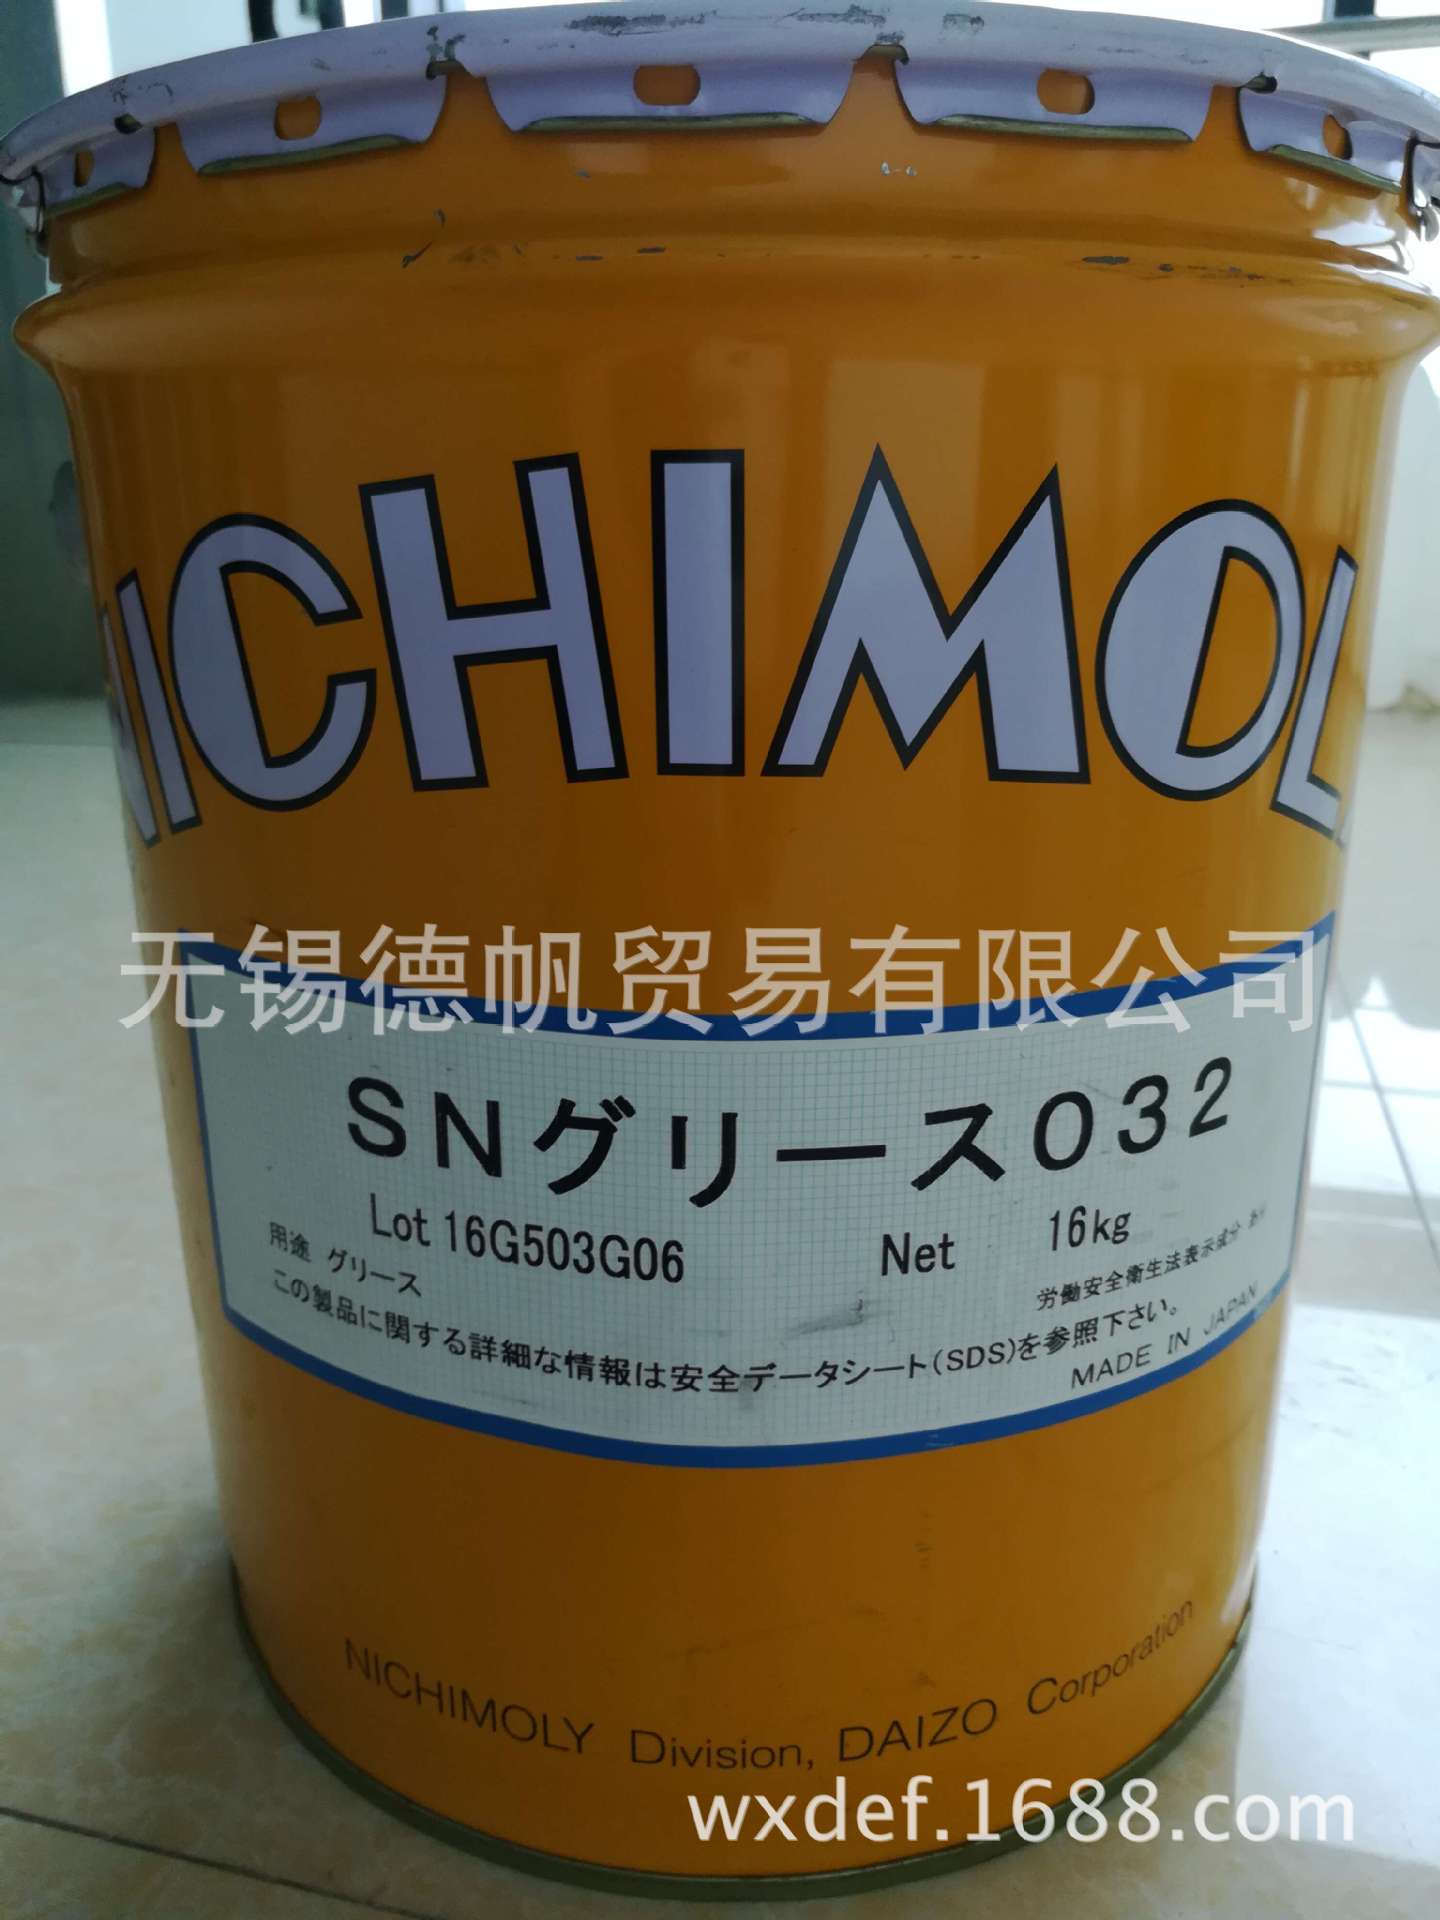 NICHIMOL
无锡德帆贸易有限公司
SNグリース032
Lot 16G503G06 Net 16kg
用途 グリース 労働安全衛生法表示成分 あり
この製品に関する詳細な情報は安全データシート(SDS)を参照下さい。
MADE IN JAPAN
NICHIMOLY Division, DAIZO Corporation
wxdef.1688.com